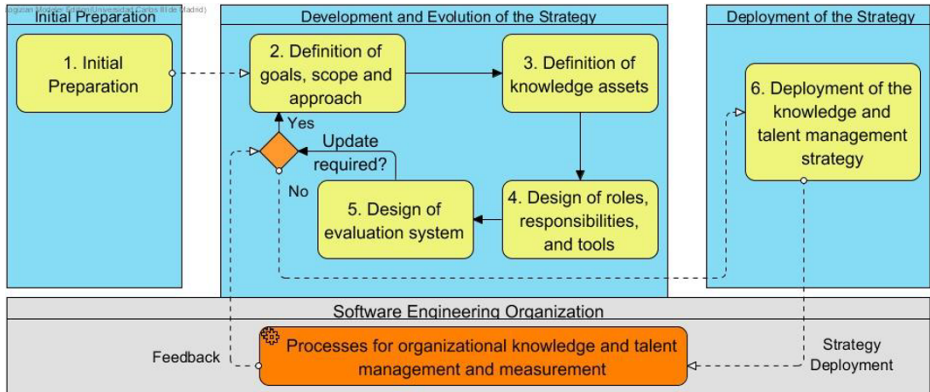 Initial Preparation
Development and Evolution of the Strategy
Deployment of the Strategy
1. Initial
Preparation
2. Definition of
goals, scope and
approach
3. Definition of
knowledge assets
6. Deployment of the
knowledge and
talent management
strategy
Yes
Update
required?
No
5. Design of
evaluation system
4. Design of roles,
responsibilities,
and tools
Software Engineering Organization
Feedback
Processes for organizational knowledge and talent
management and measurement
Strategy
Deployment